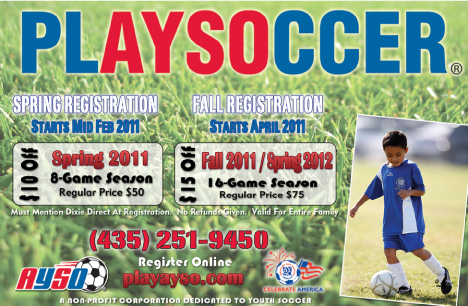 PLAYSOCCER®
SPRING REGISTRATION
STARTS MID FEB 2011
FALL REGISTRATION
STARTS APRIL 2011
$10 Off
Spring 2011
8-Game Season
Regular Price $50
$15 Off
Fall 2011 / Spring 2012
16-Game Season
Regular Price $75
Must Mention Dixie Direct At Registration. No Refunds Given. Valid For Entire Family
(435) 251-9450
Register Online
playayso.com
AYSO
CELEBRATE AMERICA
A NON-PROFIT CORPORATION DEDICATED TO YOUTH SOCCER